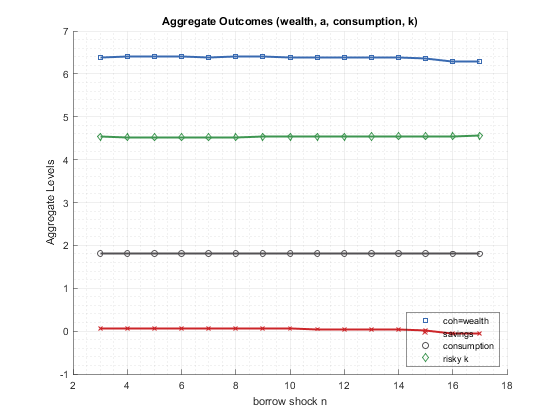 Aggregate Outcomes (wealth, a, consumption, k)
7
6
5
4
3
2
1
0
-1
Aggregate Levels
coh=wealth
savings
consumption
risky k
2
4
6
8
10
12
14
16
18
borrow shock n